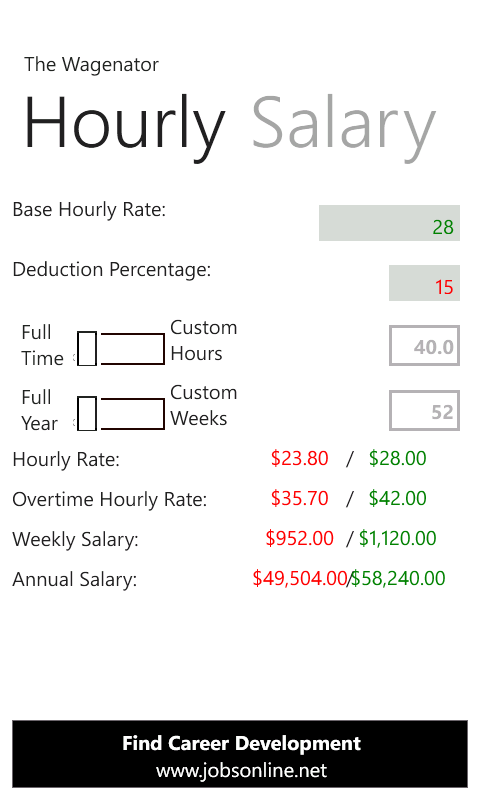 The Wagenator
Hourly Salary
Base Hourly Rate: 28
Deduction Percentage: 15
Full Time Custom Hours 40.0
Full Year Custom Weeks 52
Hourly Rate: $23.80 / $28.00
Overtime Hourly Rate: $35.70 / $42.00
Weekly Salary: $952.00 / $1,120.00
Annual Salary: $49,504.00/$58,240.00
Find Career Development
www.jobsonline.net